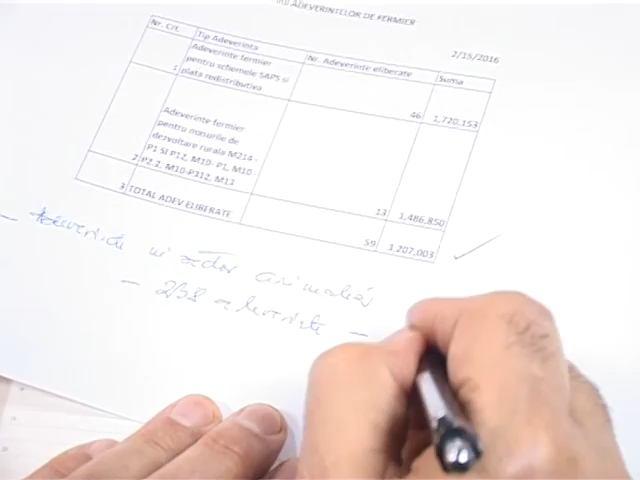 ADEVERINTELOR DE FERMIER
2/15/2016
Nr. Crt. Tip Adeverinta Nr. Adeverinte eliberate Suma
1 Adeverinte fermier
pentru schemele SAPS si
plata redistributiva 46 1,720,153
2 Adeverinte fermier
pentru masurile de
dezvoltare rurala M214 -
P1 SI P12, M10- P1, M10 -
P2.2, M10-P312, M13 13 1,486,850
3 TOTAL ADEV ELIBERATE 59 3,207,003